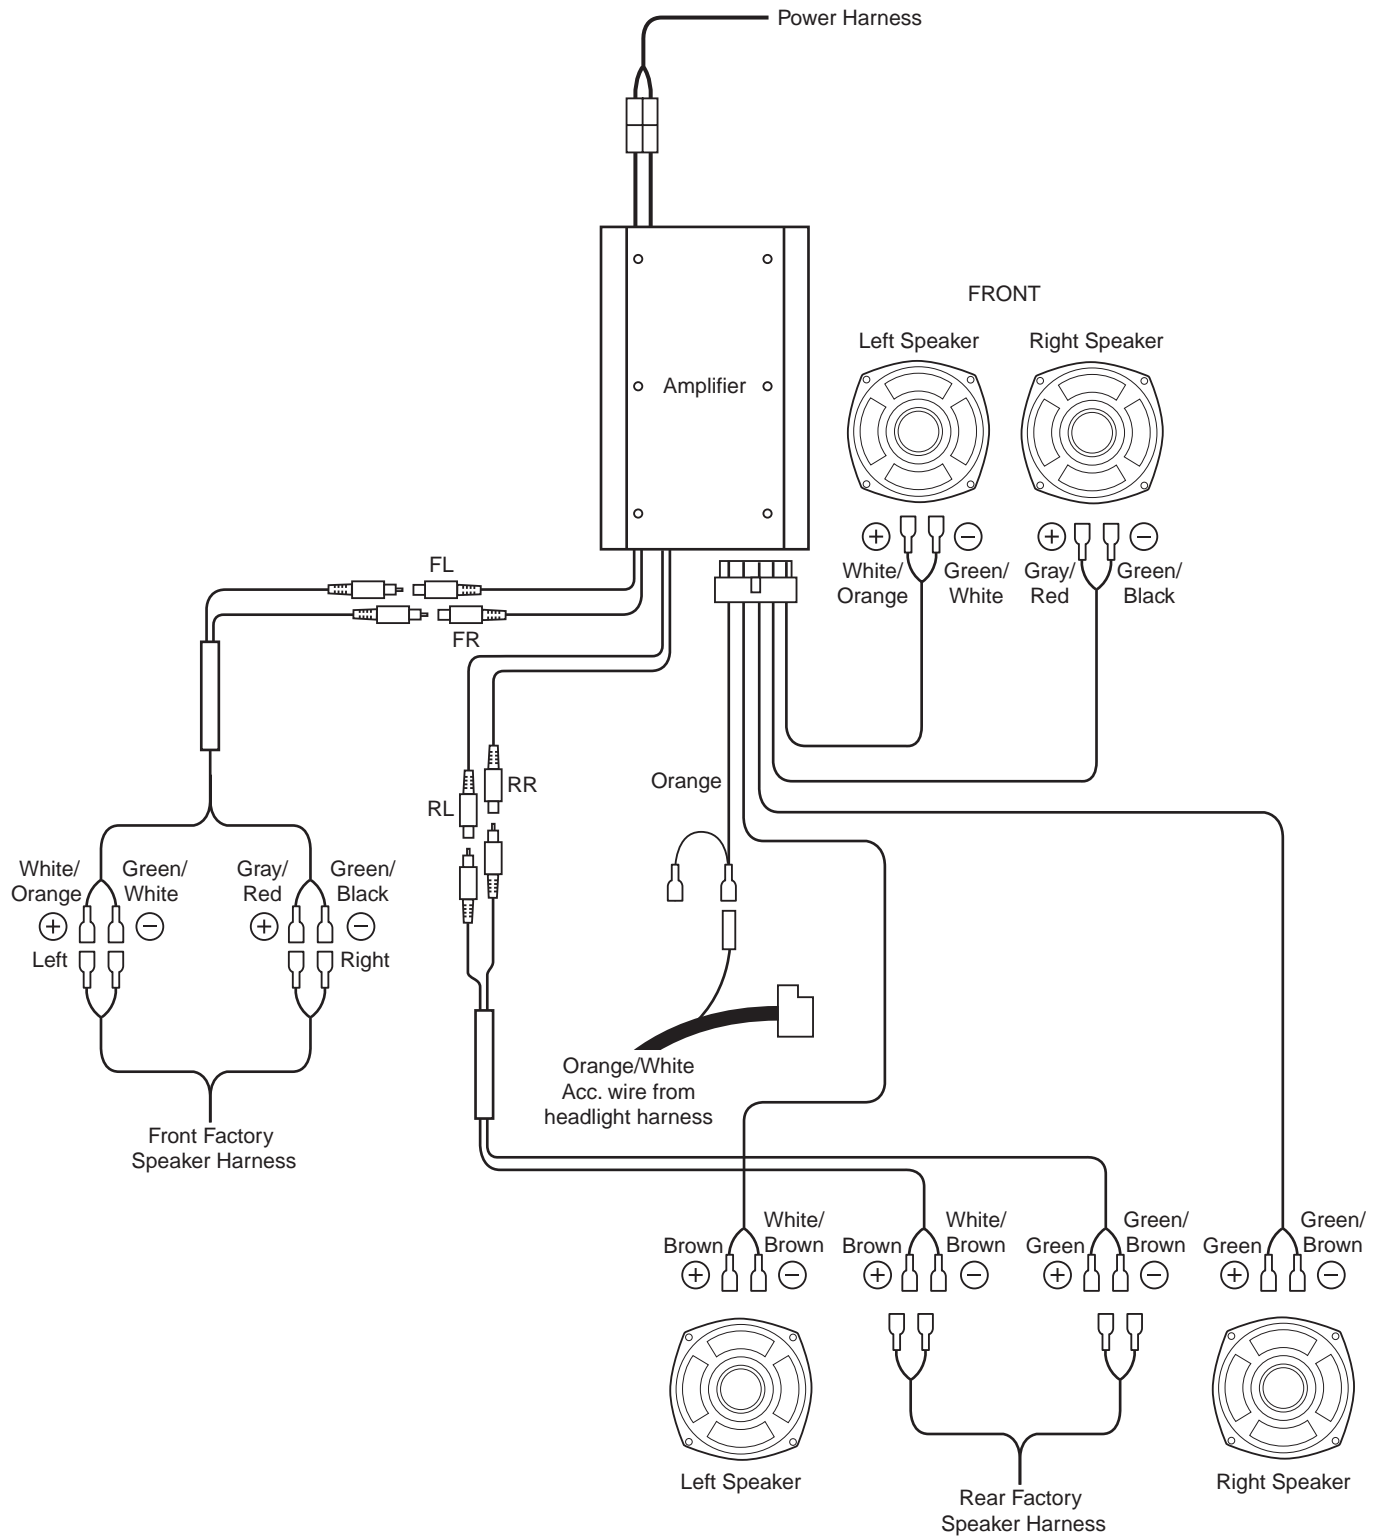 Power Harness
Amplifier
FRONT
Left Speaker
Right Speaker
+
White/
Orange
Green/
White
−
+
Gray/
Red
Green/
Black
−
FL
FR
RL
RR
Orange
White/
Orange
+
Green/
White
−
Left
Gray/
Red
+
Green/
Black
−
Right
Front Factory
Speaker Harness
Orange/White
Acc. wire from
headlight harness
Brown
+
White/
Brown
−
Brown
+
White/
Brown
−
Green
+
Green/
Brown
−
Green
+
Green/
Brown
−
Left Speaker
Rear Factory
Speaker Harness
Right Speaker